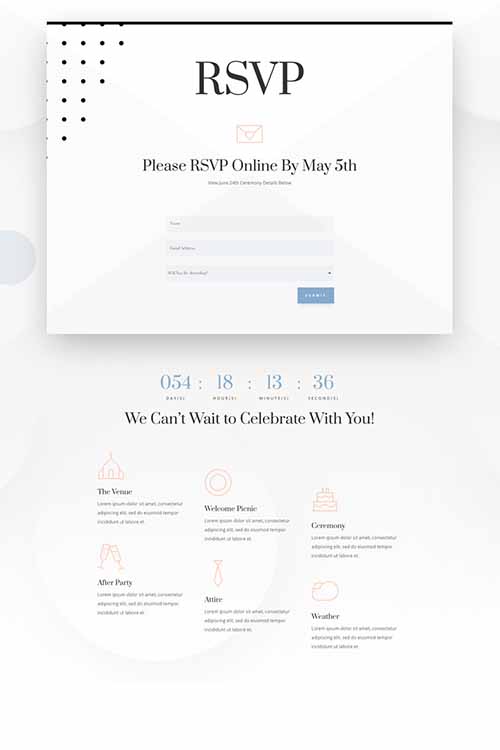 RSVP
Please RSVP Online By May 5th
View June 24th Ceremony Details Below
Name
Email Address
Will You Be Attending?
SUBMIT
054 : 18 : 13 : 36
DAY(S) HOUR(S) MINUTE(S) SECOND(S)
We Can't Wait to Celebrate With You!
The Venue
Lorem ipsum dolor sit amet, consectetur
adipiscing elit, sed do eiusmod tempor
incididunt ut labore et.
Welcome Picnic
Lorem ipsum dolor sit amet, consectetur
adipiscing elit, sed do eiusmod tempor
incididunt ut labore et.
Ceremony
Lorem ipsum dolor sit amet, consectetur
adipiscing elit, sed do eiusmod tempor
incididunt ut labore et.
After Party
Lorem ipsum dolor sit amet, consectetur
adipiscing elit, sed do eiusmod tempor
incididunt ut labore et.
Attire
Lorem ipsum dolor sit amet, consectetur
adipiscing elit, sed do eiusmod tempor
incididunt ut labore et.
Weather
Lorem ipsum dolor sit amet, consectetur
adipiscing elit, sed do eiusmod tempor
incididunt ut labore et.